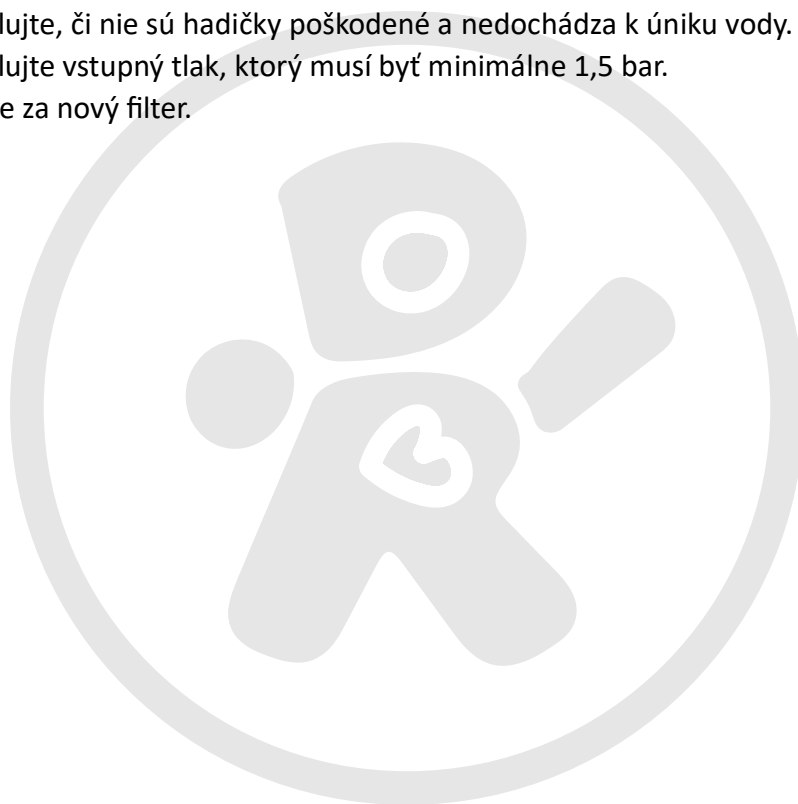 lujte, či nie sú hadičky poškodené a nedochádza k úniku vody.
lujte vstupný tlak, ktorý musí byť minimálne 1,5 bar.
e za nový filter.